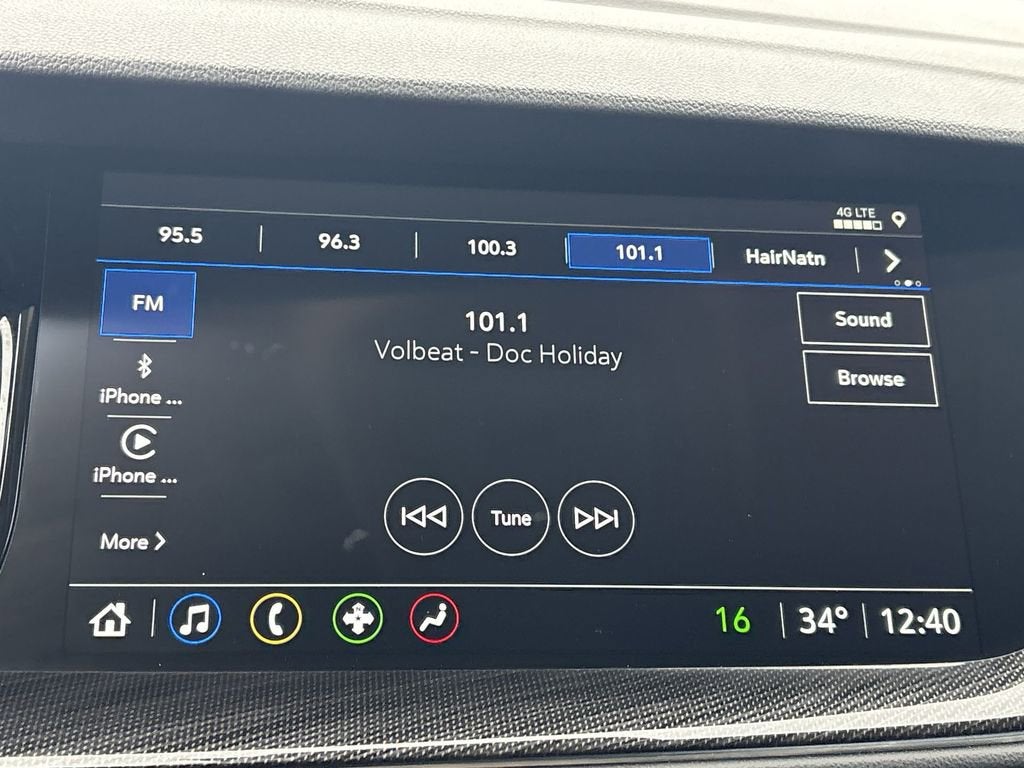 4G LTE
95.5 96.3 100.3 101.1 HairNatn
FM
101.1
Volbeat - Doc Holiday
Sound
Browse
iPhone ...
iPhone ...
More
Tune
16 34° 12:40